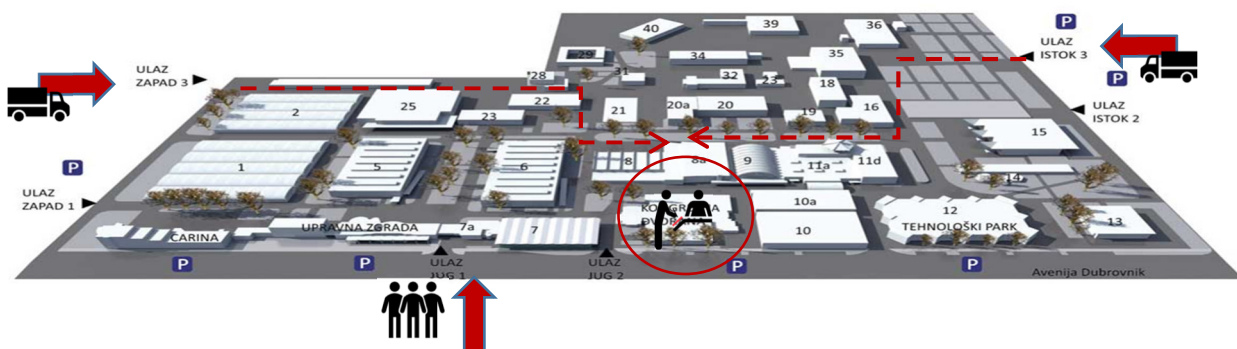 40
39
36
P
ULAZ
ISTOK 3
29
34
35
ULAZ
ZAPAD 3
28
31
32
23
18
P
2
25
22
23
21
20a
20
19
16
ULAZ
ISTOK 2
15
P
1
5
6
8
8a
9
11a
11d
14
ULAZ
ZAPAD 1
10a
12
TEHNOLOŠKI PARK
13
CARINA
UPRAVNA ZGRADA
7a
7
10
P
P
ULAZ
JUG 1
ULAZ
JUG 2
P
P
Avenija Dubrovnik